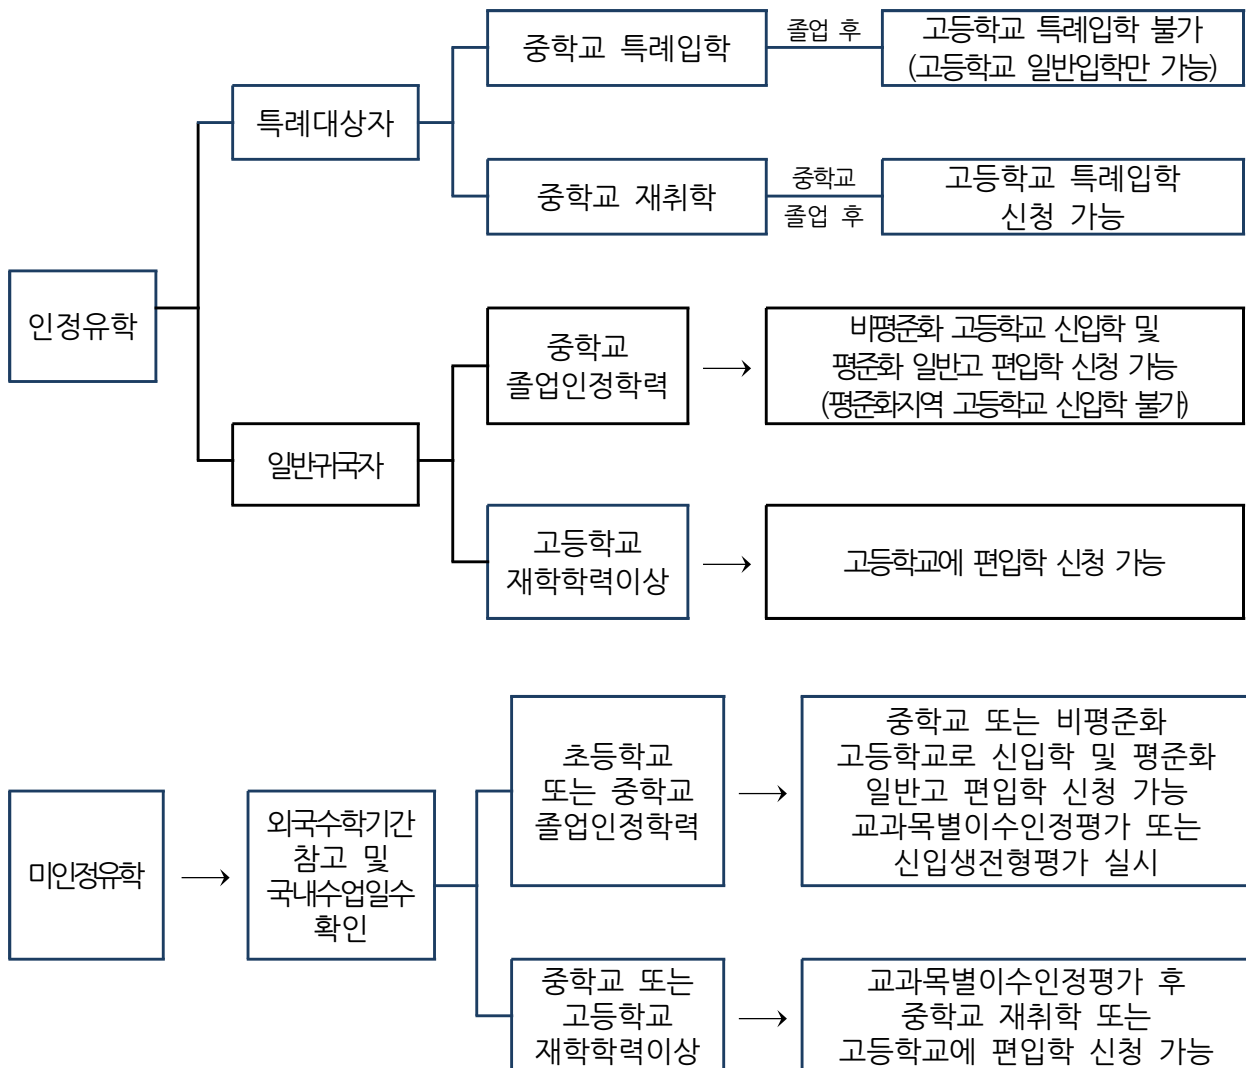 중학교 특례입학
졸업 후
고등학교 특례입학 불가
(고등학교 일반입학만 가능)
특례대상자
중학교 재취학
중학교
졸업 후
고등학교 특례입학
신청 가능
인정유학
중학교
졸업인정학력
비평준화 고등학교 신입학 및
평준화 일반고 편입학 신청 가능
(평준화지역 고등학교 신입학 불가)
일반귀국자
고등학교
재학학력이상
고등학교에 편입학 신청 가능
미인정유학
외국수학기간
참고 및
국내수업일수
확인
초등학교
또는 중학교
졸업인정학력
중학교 또는 비평준화
고등학교로 신입학 및 평준화
일반고 편입학 신청 가능
교과목별이수인정평가 또는
신입생전형평가 실시
중학교 또는
고등학교
재학학력이상
교과목별이수인정평가 후
중학교 재취학 또는
고등학교에 편입학 신청 가능